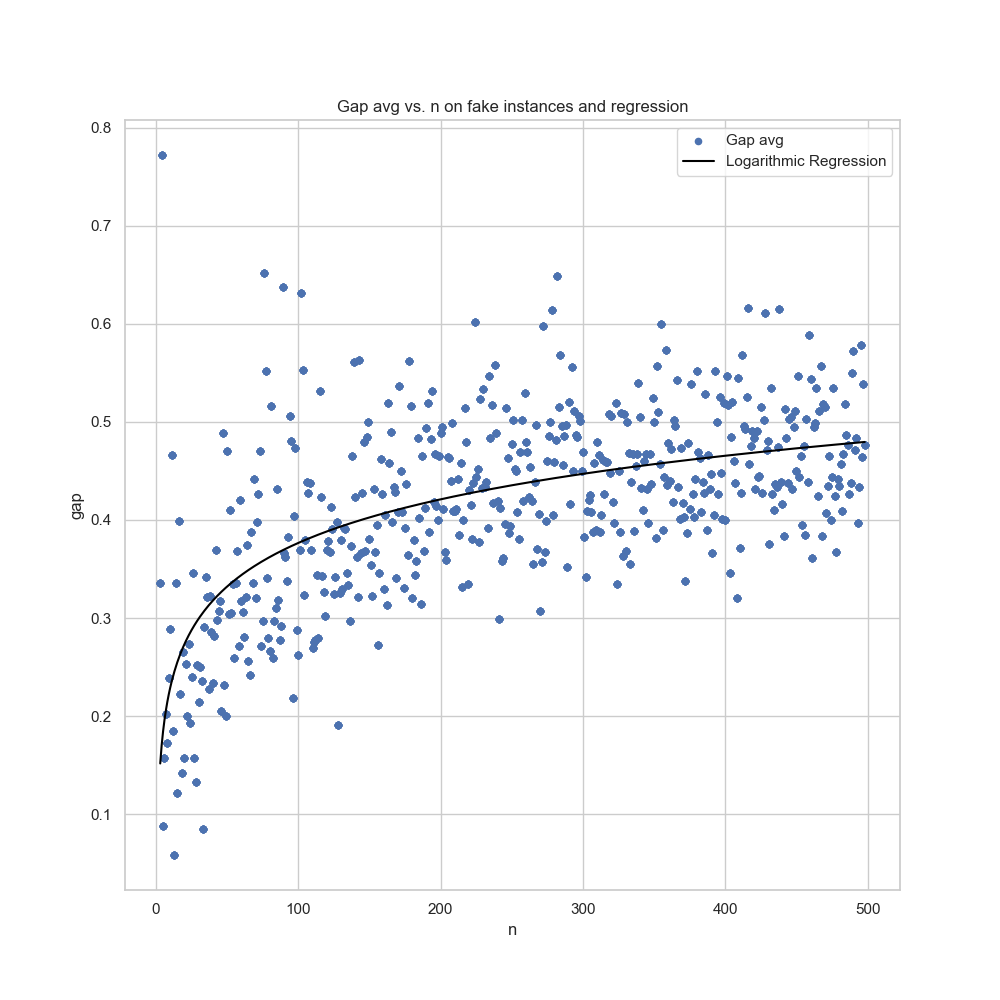 Gap avg vs. n on fake instances and regression
Gap avg
Logarithmic Regression
0.8
0.7
0.6
0.5
0.4
0.3
0.2
0.1
gap
0 100 200 300 400 500
n